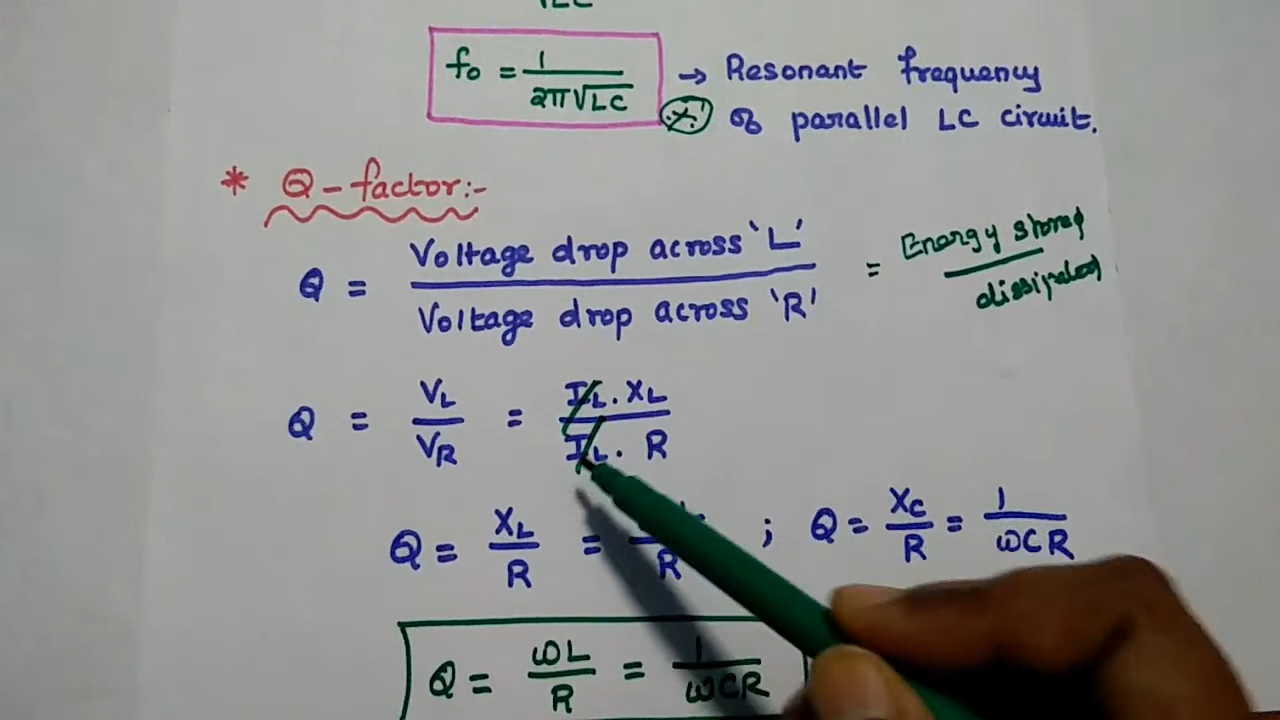 f₀ = 1/(2π√LC) → Resonant frequency
of parallel LC circuit.
* Q-factor:-
Q = Voltage drop across 'L' / Voltage drop across 'R' = Energy stored / dissipated
Q = V_L/V_R = I_L . X_L / I_L . R
Q = X_L/R = /R ; Q = X_C/R = 1/ωCR
Q = ωL/R = 1/ωCR